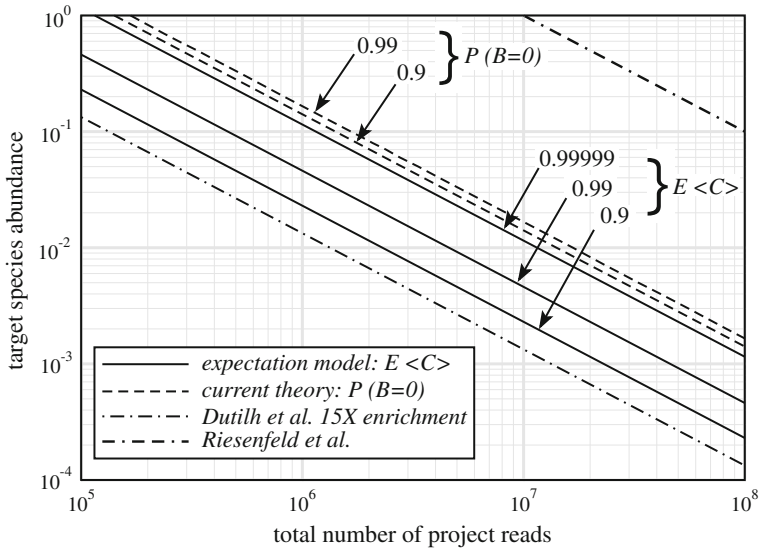 10^0
10^-1
10^-2
10^-3
10^-4
target species abundance
0.99
0.9
} P (B=0)
0.99999
0.99
0.9
} E <C>
expectation model: E <C>
current theory: P (B=0)
Dutilh et al. 15X enrichment
Riesenfeld et al.
10^5 10^6 10^7 10^8
total number of project reads